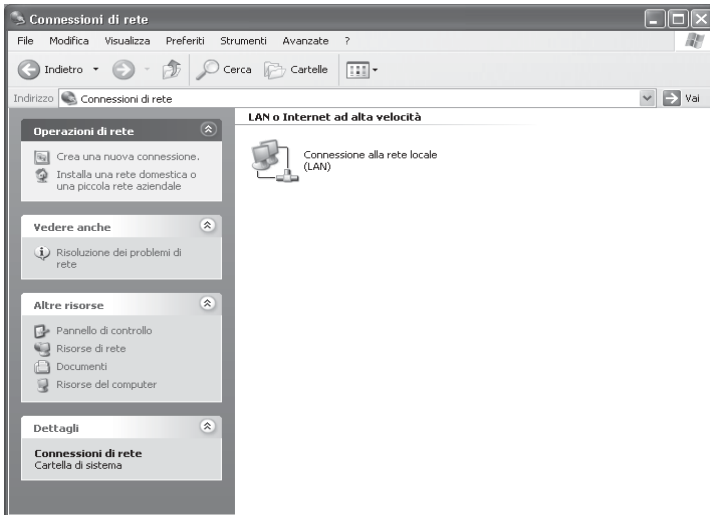 Connessioni di rete
File Modifica Visualizza Preferiti Strumenti Avanzate ?
Indietro Cerca Cartelle
Indirizzo Connessioni di rete Vai
Operazioni di rete
Crea una nuova connessione.
Installa una rete domestica o
una piccola rete aziendale
Vedere anche
Risoluzione dei problemi di
rete
Altre risorse
Pannello di controllo
Risorse di rete
Documenti
Risorse del computer
Dettagli
Connessioni di rete
Cartella di sistema
LAN o Internet ad alta velocità
Connessione alla rete locale
(LAN)